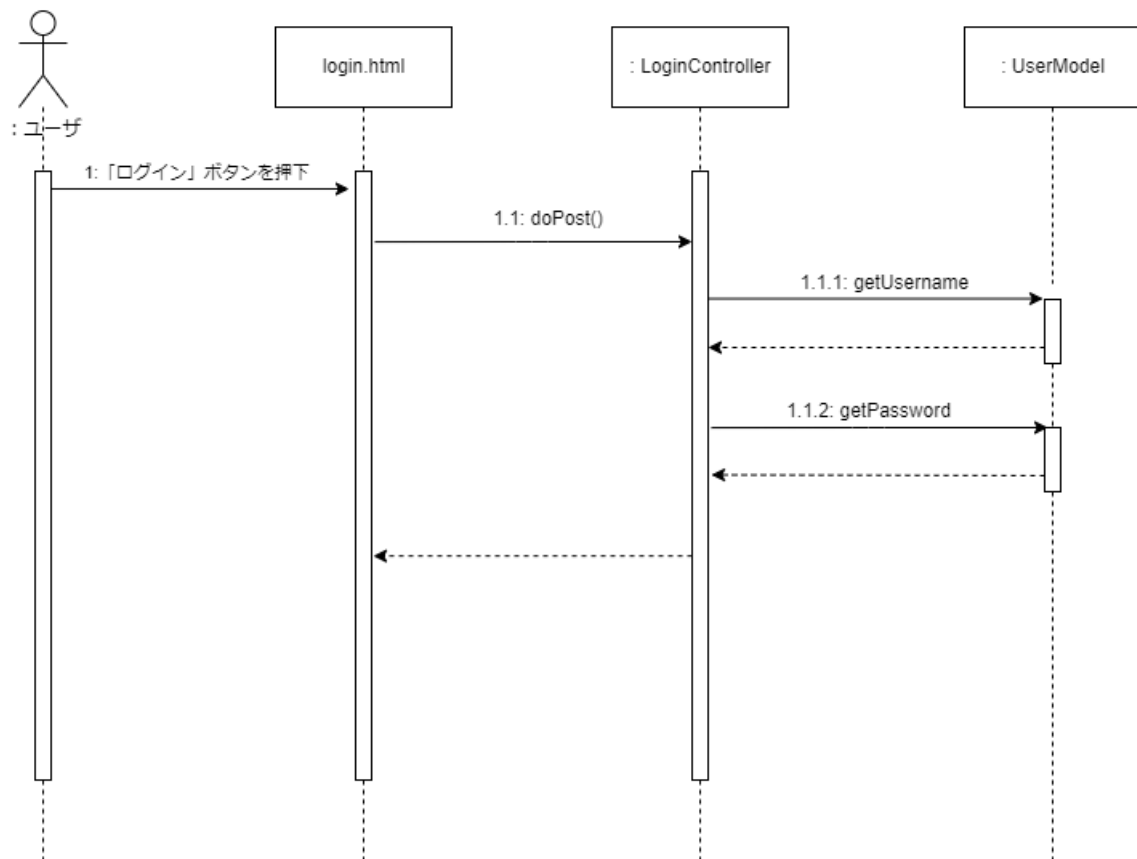 login.html
: LoginController
: UserModel
: ユーザ
1:「ログイン」ボタンを押下
1.1: doPost()
1.1.1: getUsername
1.1.2: getPassword